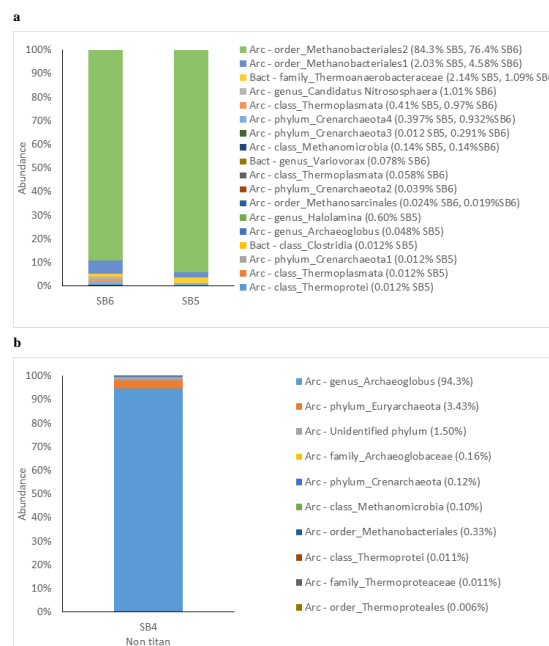 a
100%
90%
80%
70%
60%
50%
40%
30%
20%
10%
0%
Abundance
SB6
SB5
Arc - order_Methanobacteriales2 (84.3% SB5, 76.4% SB6)
Arc - order_Methanobacteriales1 (2.03% SB5, 4.58% SB6)
Bact - family_Thermoanaerobacteraceae (2.14% SB5, 1.09% SB6
Arc - genus_Candidatus Nitrososphaera (1.01% SB6)
Arc - class_Thermoplasmata (0.41% SB5, 0.97% SB6)
Arc - phylum_Crenarchaeota4 (0.397% SB5, 0.932%SB6)
Arc - phylum_Crenarchaeota3 (0.012 SB5, 0.291% SB6)
Arc - class_Methanomicrobia (0.14% SB5, 0.14%SB6)
Bact - genus_Variovorax (0.078% SB6)
Arc - class_Thermoplasmata (0.058% SB6)
Arc - phylum_Crenarchaeota2 (0.039% SB6)
Arc - order_Methanosarcinales (0.024% SB6, 0.019%SB6)
Arc - genus_Halolamina (0.60% SB5)
Arc - genus_Archaeoglobus (0.048% SB5)
Bact - class_Clostridia (0.012% SB5)
Arc - phylum_Crenarchaeota1 (0.012% SB5)
Arc - class_Thermoplasmata (0.012% SB5)
Arc - class_Thermoprotei (0.012% SB5)
b
100%
90%
80%
70%
60%
50%
40%
30%
20%
10%
0%
Abundance
SB4
Non titan
Arc - genus_Archaeoglobus (94.3%)
Arc - phylum_Euryarchaeota (3.43%)
Arc - Unidentified phylum (1.50%)
Arc - family_Archaeoglobaceae (0.16%)
Arc - phylum_Crenarchaeota (0.12%)
Arc - class_Methanomicrobia (0.10%)
Arc - order_Methanobacteriales (0.33%)
Arc - class_Thermoprotei (0.011%)
Arc - family_Thermoproteaceae (0.011%)
Arc - order_Thermoproteales (0.006%)